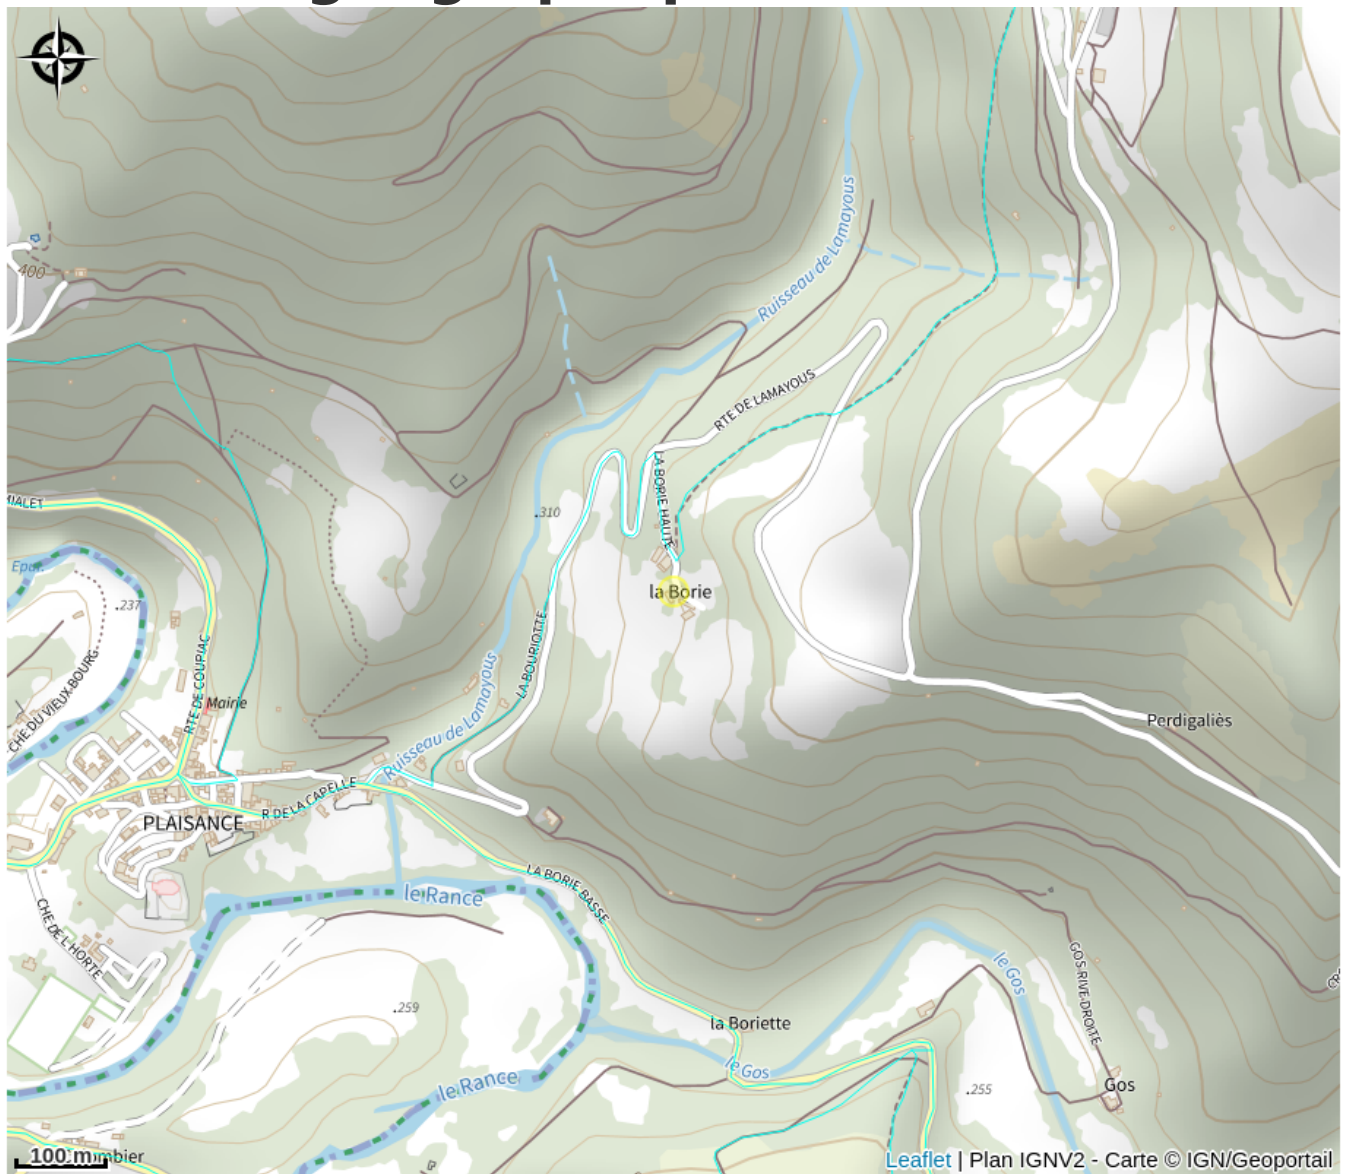 400
Ruisseau de Lamayous
RTE DE LAMAYOUS
MIALET
.310
LA BORIE HAUTE
la Borie
.237
CHE DU VIEUX-BOURG
RTE DE COUPIAC
Mairie
LA BOURIOTTE
Ruisseau de Lamayous
Perdigaliès
PLAISANCE
R DE LA CAPELLE
LA BORIE BASSE
le Rance
CHE DE L HORTE
le Gos
GOS-RIVE-DROITE
.259
la Boriette
le Gos
le Rance
.255
Gos
100 m
mbier
Leaflet | Plan IGNV2 - Carte © IGN/Geoportail